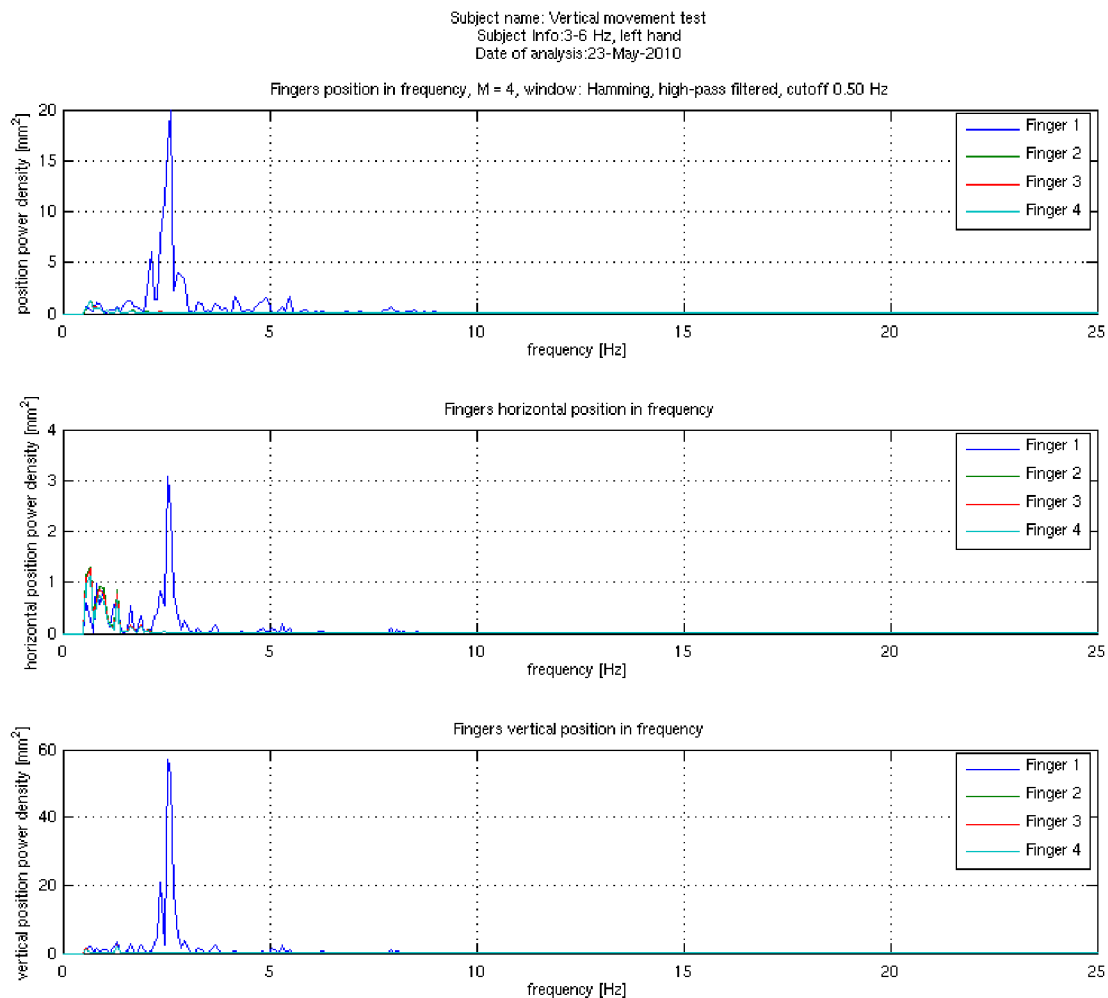 Subject name: Vertical movement test
Subject Info:3-6 Hz, left hand
Date of analysis:23-May-2010
Fingers position in frequency, M = 4, window: Hamming, high-pass filtered, cutoff 0.50 Hz
position power density [mm²]
20
15
10
5
0
0 5 10 15 20 25
frequency [Hz]
Finger 1
Finger 2
Finger 3
Finger 4
Fingers horizontal position in frequency
horizontal position power density [mm²]
4
3
2
1
0
0 5 10 15 20 25
frequency [Hz]
Finger 1
Finger 2
Finger 3
Finger 4
Fingers vertical position in frequency
vertical position power density [mm²]
60
40
20
0
0 5 10 15 20 25
frequency [Hz]
Finger 1
Finger 2
Finger 3
Finger 4